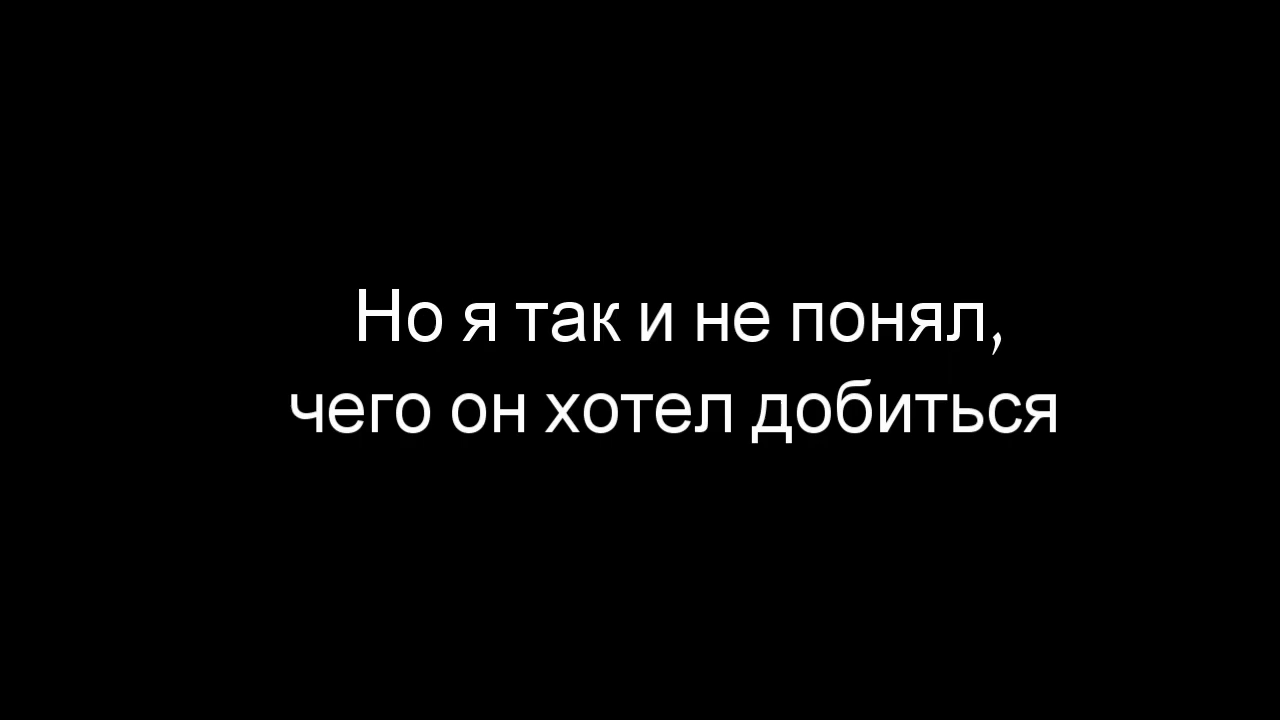 Но я так и не понял,
чего он хотел добиться